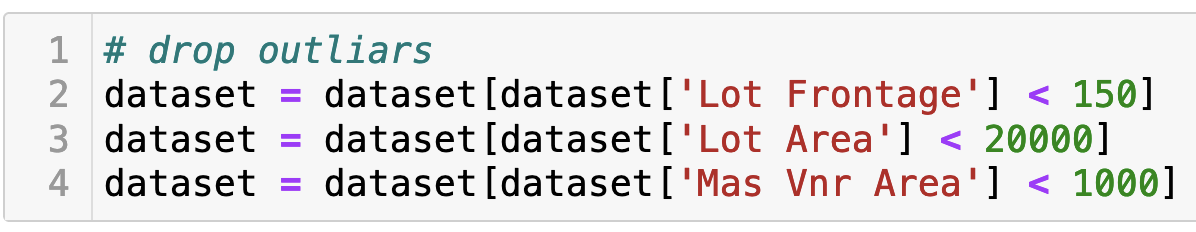 1 # drop outliars
2 dataset = dataset[dataset['Lot Frontage'] < 150]
3 dataset = dataset[dataset['Lot Area'] < 20000]
4 dataset = dataset[dataset['Mas Vnr Area'] < 1000]